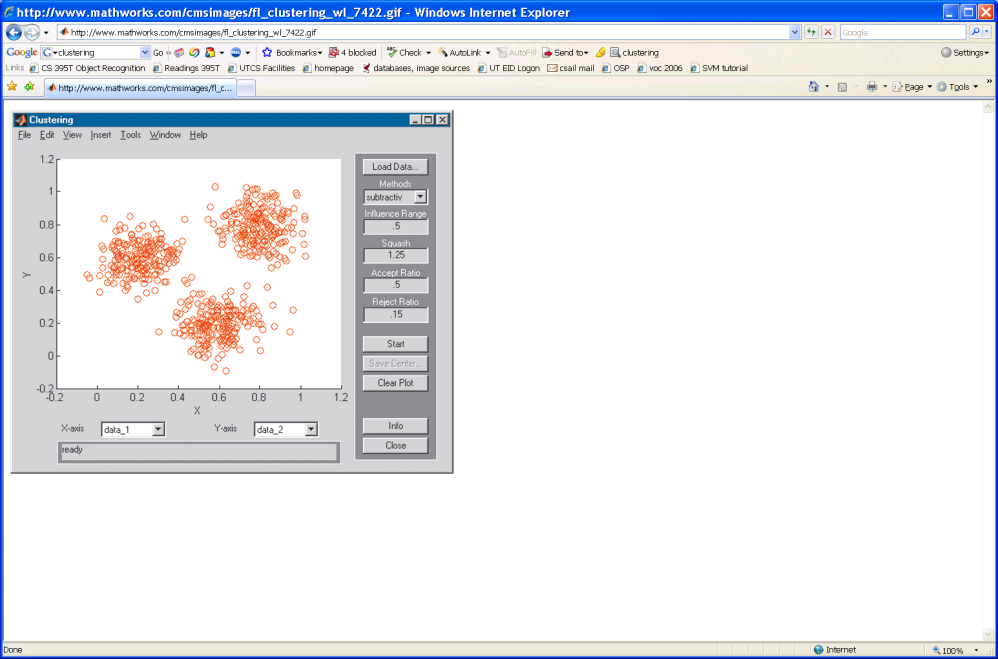 http://www.mathworks.com/cmsimages/fl_clustering_wl_7422.gif - Windows Internet Explorer
http://www.mathworks.com/cmsimages/fl_clustering_wl_7422.gif Google
Google clustering Go Bookmarks 4 blocked Check AutoLink AutoFill Send to clustering Settings
Links CS 395T Object Recognition Readings 395T UTCS Facilities homepage databases, image sources UT EID Logon csail mail OSP voc 2006 SVM tutorial
http://www.mathworks.com/cmsimages/fl_c... Page Tools
Clustering
File Edit View Insert Tools Window Help
1.2
1
0.8
0.6
0.4
0.2
0
-0.2
Y
-0.2 0 0.2 0.4 0.6 0.8 1 1.2
X
Load Data...
Methods
subtractiv
Influence Range
.5
Squash
1.25
Accept Ratio
.5
Reject Ratio
.15
Start
Save Center...
Clear Plot
Info
Close
X-axis data_1 Y-axis data_2
ready
Done Internet 100%